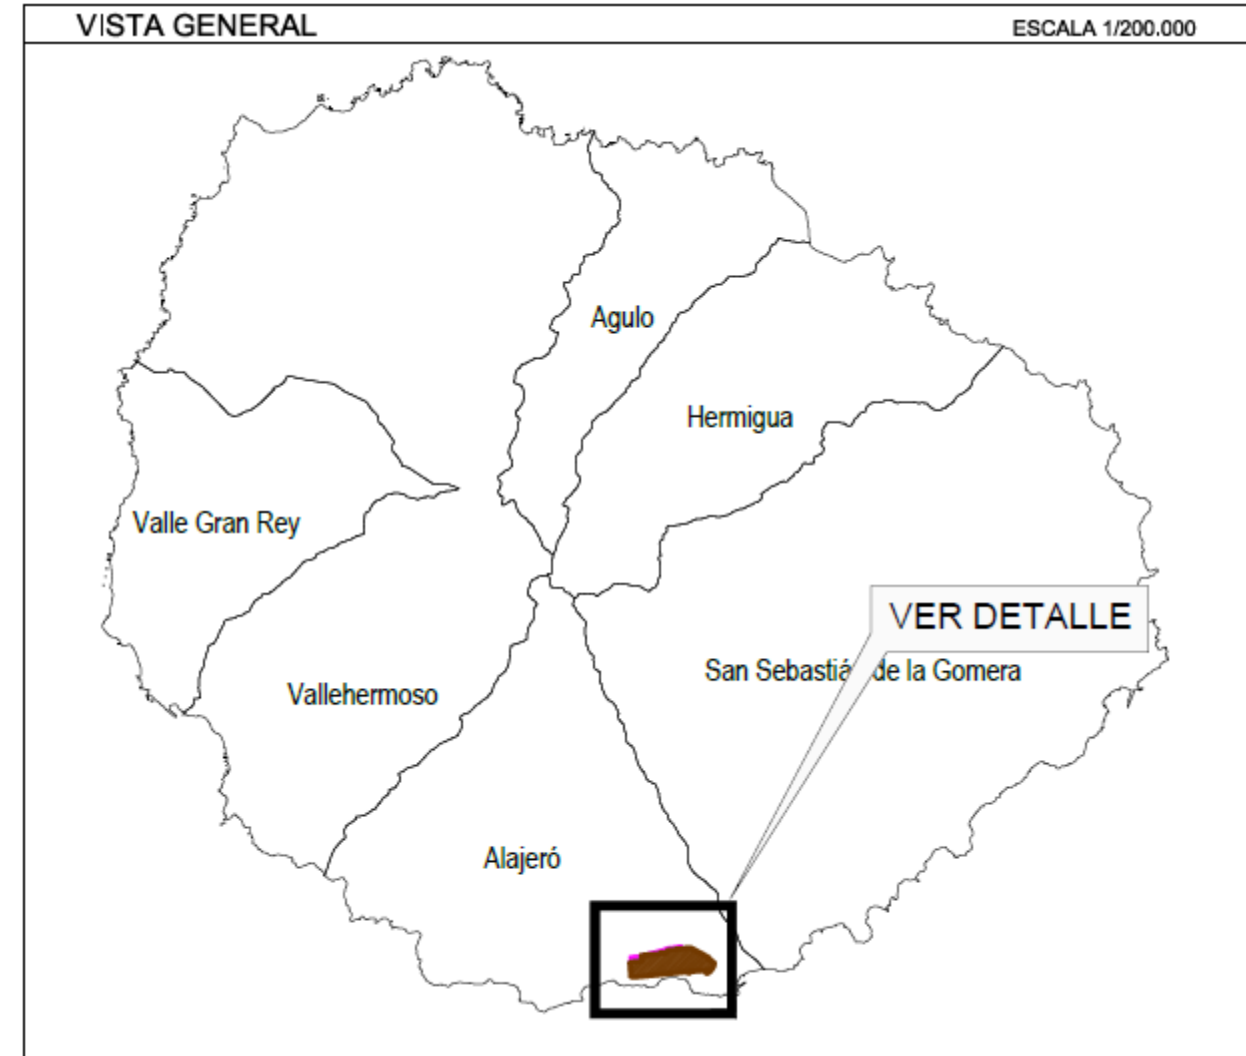 VISTA GENERAL
ESCALA 1/200.000
Agulo
Hermigua
Valle Gran Rey
VER DETALLE
San Sebastián de la Gomera
Vallehermoso
Alajeró